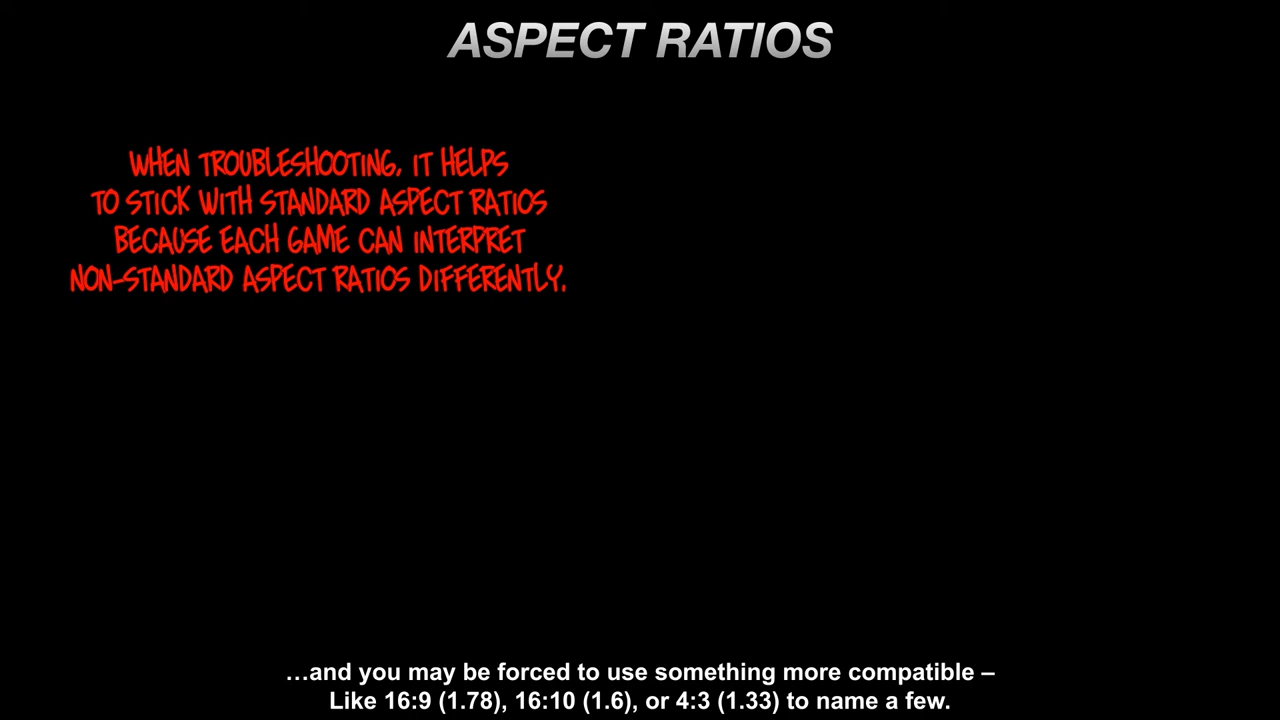 ASPECT RATIOS
WHEN TROUBLESHOOTING, IT HELPS
TO STICK WITH STANDARD ASPECT RATIOS
BECAUSE EACH GAME CAN INTERPRET
NON-STANDARD ASPECT RATIOS DIFFERENTLY.
…and you may be forced to use something more compatible –
Like 16:9 (1.78), 16:10 (1.6), or 4:3 (1.33) to name a few.